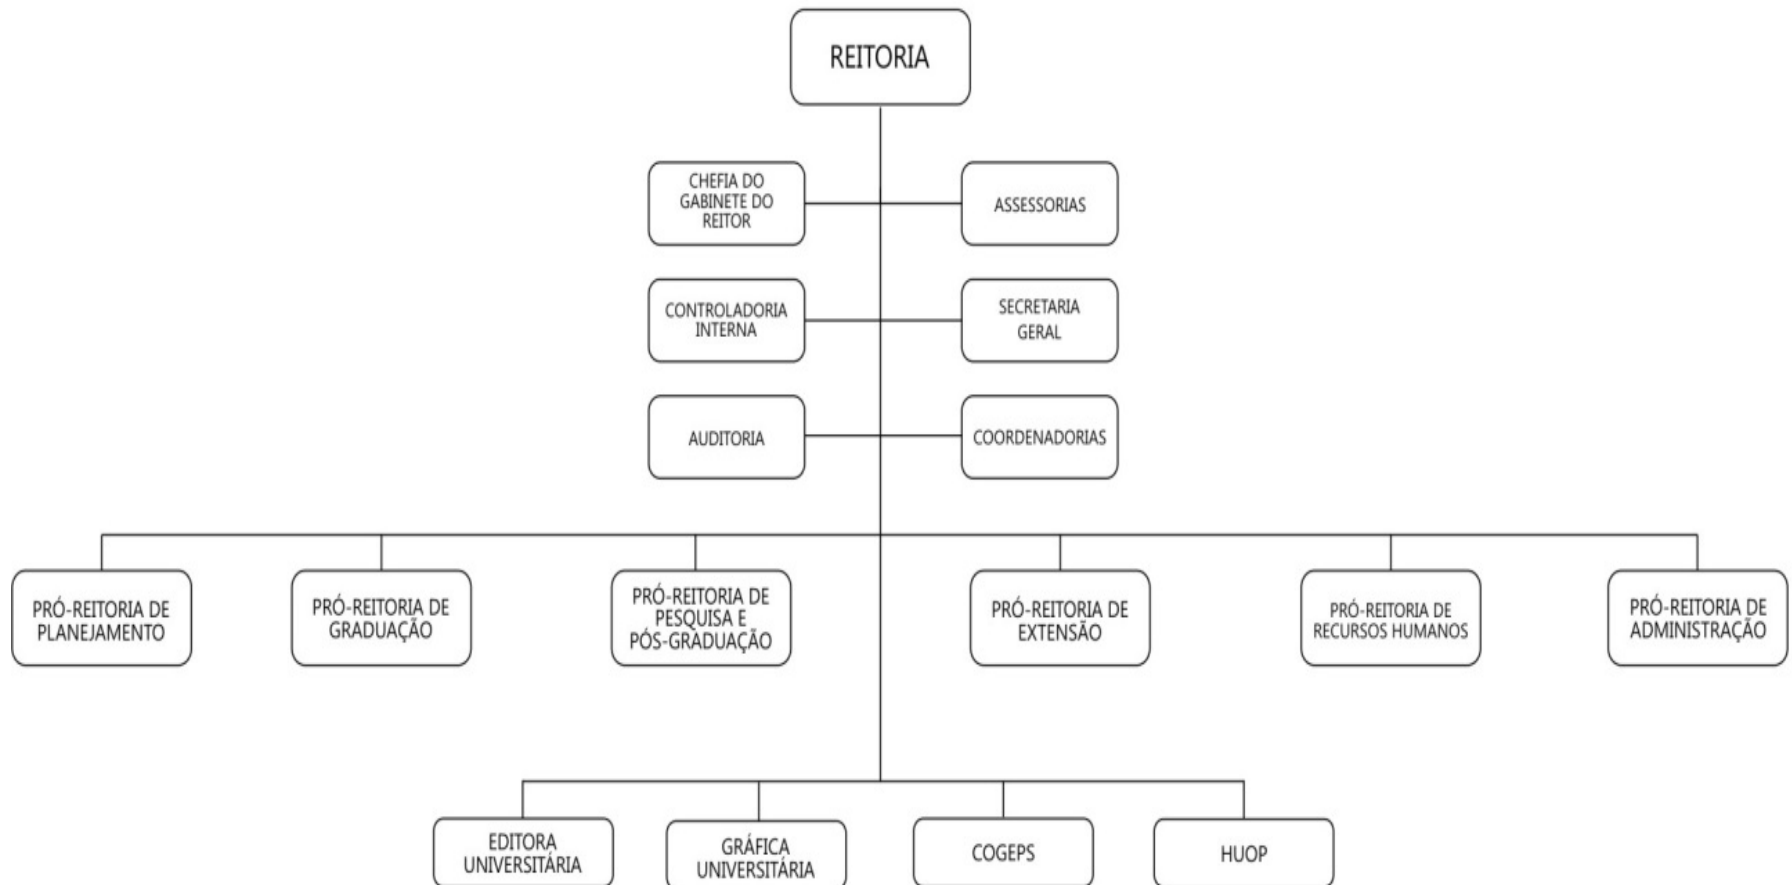 REITORIA
CHEFIA DO
GABINETE DO
REITOR
ASSESSORIAS
CONTROLADORIA
INTERNA
SECRETARIA
GERAL
AUDITORIA
COORDENADORIAS
PRÓ-REITORIA DE
PLANEJAMENTO
PRÓ-REITORIA DE
GRADUAÇÃO
PRÓ-REITORIA DE
PESQUISA E
PÓS-GRADUAÇÃO
PRÓ-REITORIA DE
EXTENSÃO
PRÓ-REITORIA DE
RECURSOS HUMANOS
PRÓ-REITORIA DE
ADMINISTRAÇÃO
EDITORA
UNIVERSITÁRIA
GRÁFICA
UNIVERSITÁRIA
COGEPS
HUOP